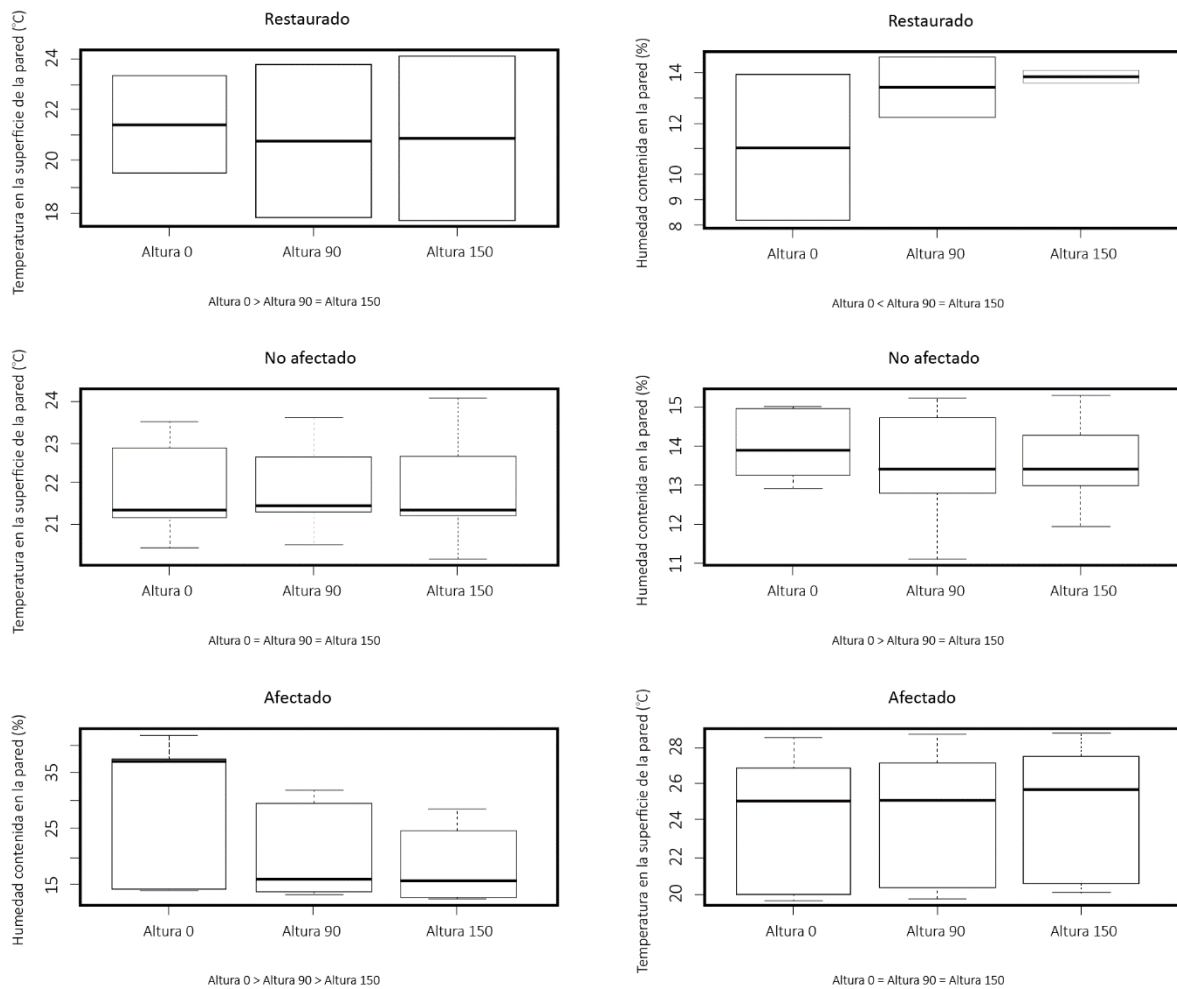 Restaurado
Temperatura en la superficie de la pared (°C)
24
22
20
18
Altura 0
Altura 90
Altura 150
Altura 0 > Altura 90 = Altura 150
Restaurado
Humedad contenida en la pared (%)
14
12
10
8
Altura 0
Altura 90
Altura 150
Altura 0 < Altura 90 = Altura 150
No afectado
Temperatura en la superficie de la pared (°C)
24
23
22
21
Altura 0
Altura 90
Altura 150
Altura 0 = Altura 90 = Altura 150
No afectado
Humedad contenida en la pared (%)
15
14
13
12
11
Altura 0
Altura 90
Altura 150
Altura 0 > Altura 90 = Altura 150
Afectado
Humedad contenida en la pared (%)
35
25
15
Altura 0
Altura 90
Altura 150
Altura 0 > Altura 90 > Altura 150
Afectado
Temperatura en la superficie de la pared (°C)
28
26
24
22
20
Altura 0
Altura 90
Altura 150
Altura 0 = Altura 90 = Altura 150